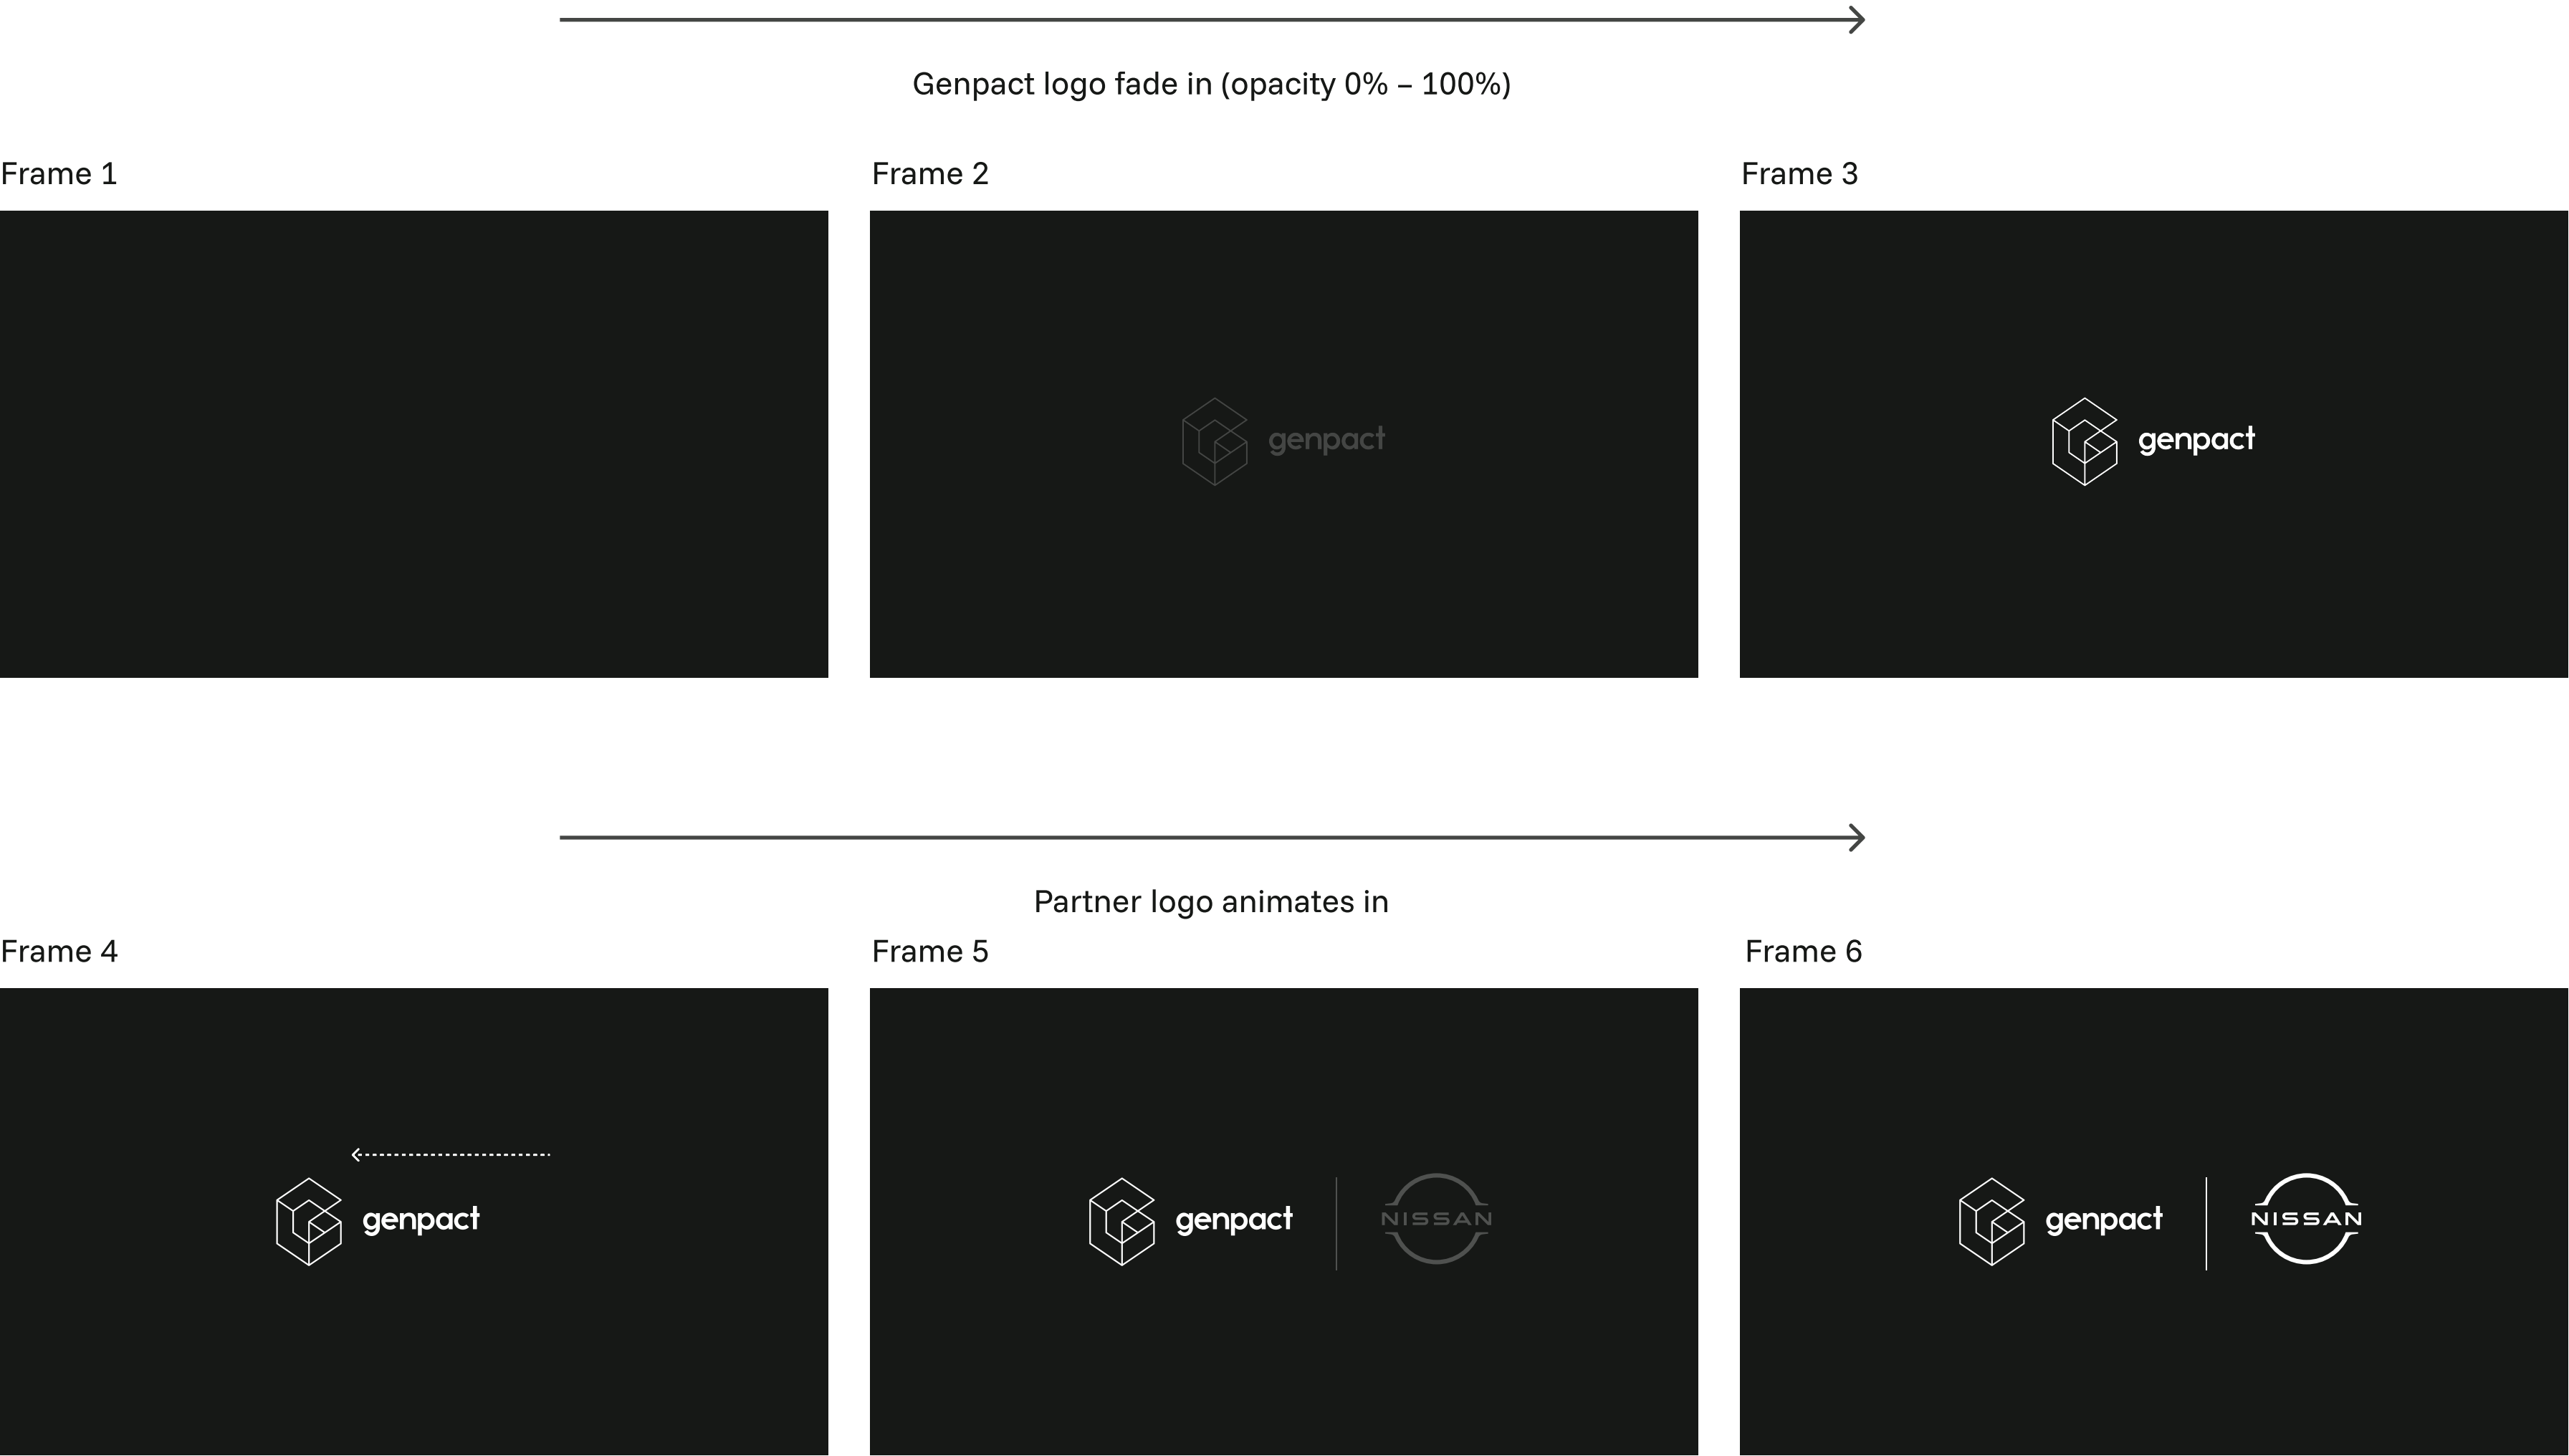 Genpact logo fade in (opacity 0% – 100%)
Frame 1
Frame 2
Frame 3
genpact
genpact
Partner logo animates in
Frame 4
Frame 5
Frame 6
genpact
genpact
NISSAN
genpact
NISSAN